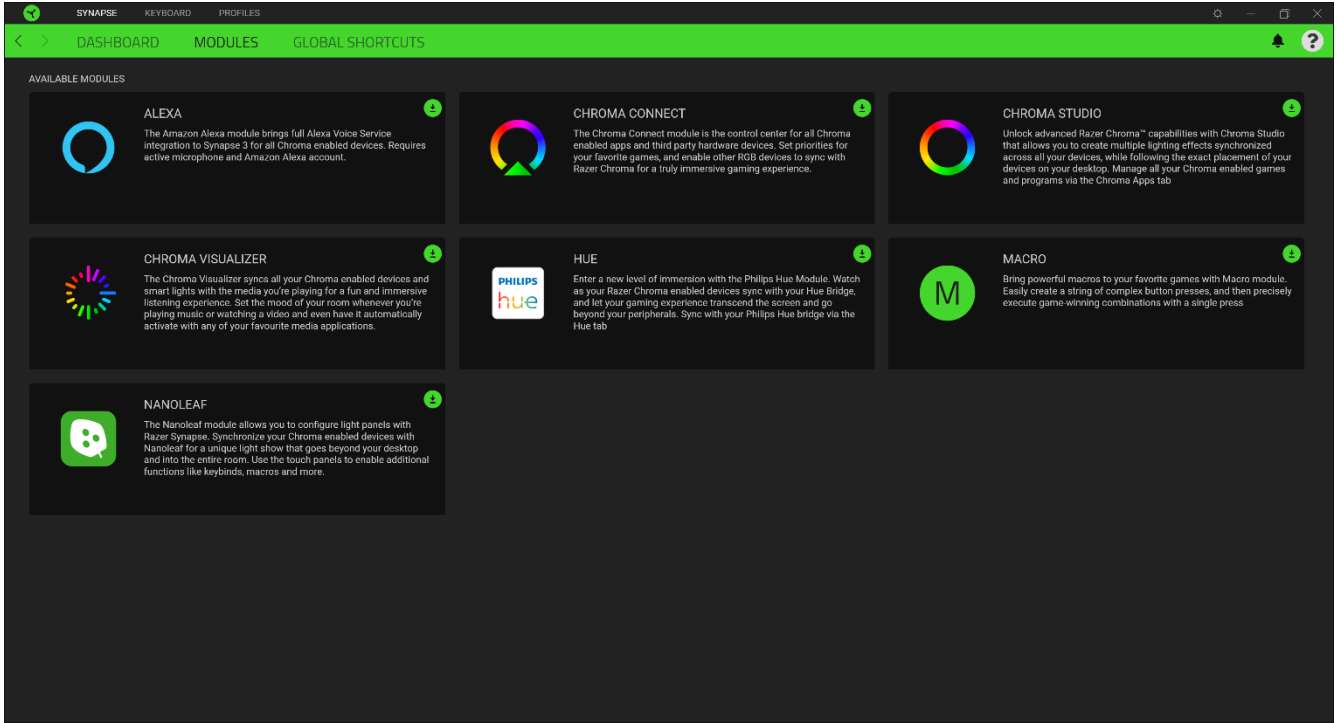 SYNAPSE KEYBOARD PROFILES
DASHBOARD MODULES GLOBAL SHORTCUTS ?
AVAILABLE MODULES
ALEXA
The Amazon Alexa module brings full Alexa Voice Service
integration to Synapse 3 for all Chroma enabled devices. Requires
active microphone and Amazon Alexa account.
CHROMA CONNECT
The Chroma Connect module is the control center for all Chroma
enabled apps and third party hardware devices. Set priorities for
your favorite games, and enable other RGB devices to sync with
Razer Chroma for a truly immersive gaming experience.
CHROMA STUDIO
Unlock advanced Razer Chroma™ capabilities with Chroma Studio
that allows you to create multiple lighting effects synchronized
across all your devices, while following the exact placement of your
devices on your desktop. Manage all your Chroma enabled games
and programs via the Chroma Apps tab
CHROMA VISUALIZER
The Chroma Visualizer syncs all your Chroma enabled devices and
smart lights with the media you're playing for a fun and immersive
listening experience. Set the mood of your room whenever you're
playing music or watching a video and even have it automatically
activate with any of your favourite media applications.
PHILIPS
hue
HUE
Enter a new level of immersion with the Philips Hue Module. Watch
as your Razer Chroma enabled devices sync with your Hue Bridge,
and let your gaming experience transcend the screen and go
beyond your peripherals. Sync with your Philips Hue bridge via the
Hue tab
M
MACRO
Bring powerful macros to your favorite games with Macro module.
Easily create a string of complex button presses, and then precisely
execute game-winning combinations with a single press
NANOLEAF
The Nanoleaf module allows you to configure light panels with
Razer Synapse. Synchronize your Chroma enabled devices with
Nanoleaf for a unique light show that goes beyond your desktop
and into the entire room. Use the touch panels to enable additional
functions like keybinds, macros and more.